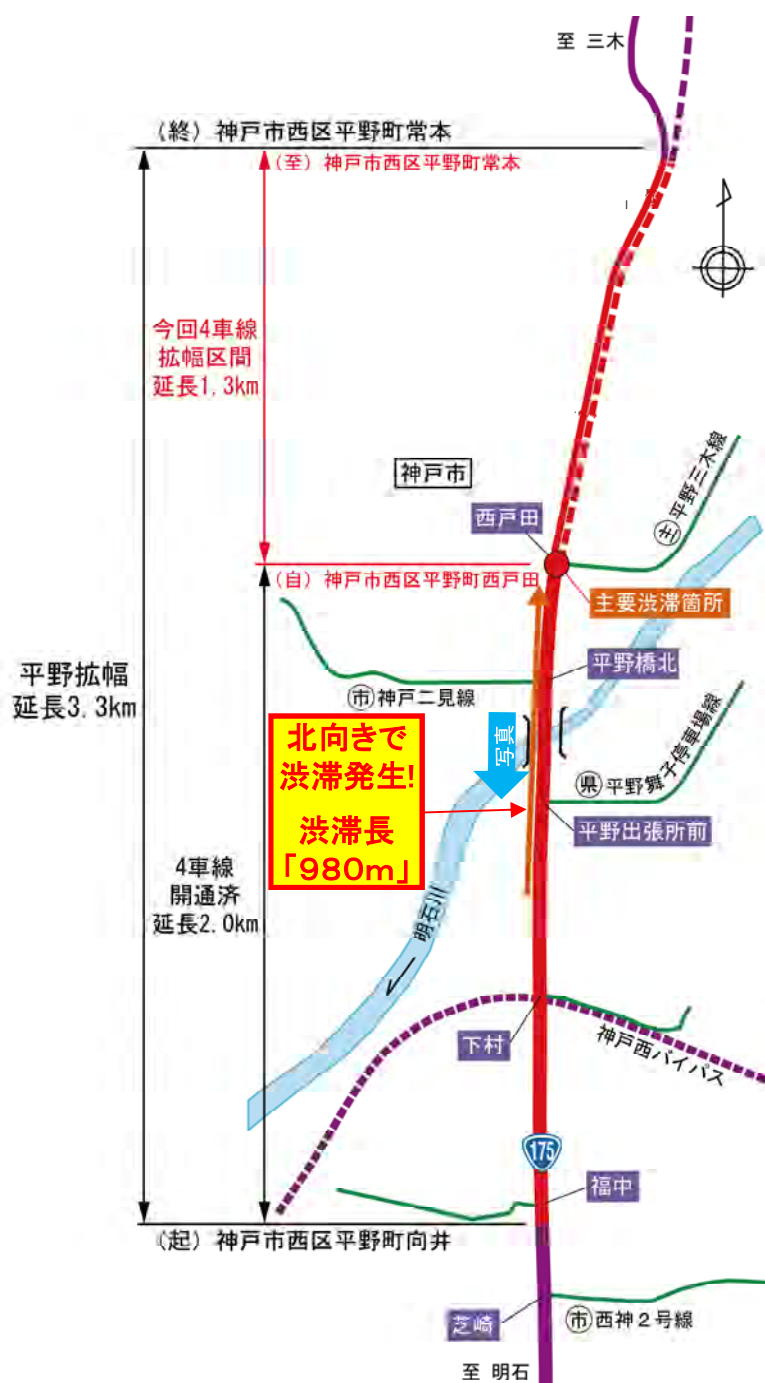 至 三木
(終) 神戸市西区平野町常本
(至) 神戸市西区平野町常本
今回4車線
拡幅区間
延長1.3km
神戸市
西戸田
㊤平野三木線
(自) 神戸市西区平野町西戸田
主要渋滞箇所
平野拡幅
延長3.3km
平野橋北
㊞神戸二見線
北向きで
渋滞発生!
渋滞長
「980m」
写真
県 平野舞子停車場線
平野出張所前
4車線
開通済
延長2.0km
明石川
下村
神戸西バイパス
175
福中
(起) 神戸市西区平野町向井
芝崎
市 西神2号線
至 明石